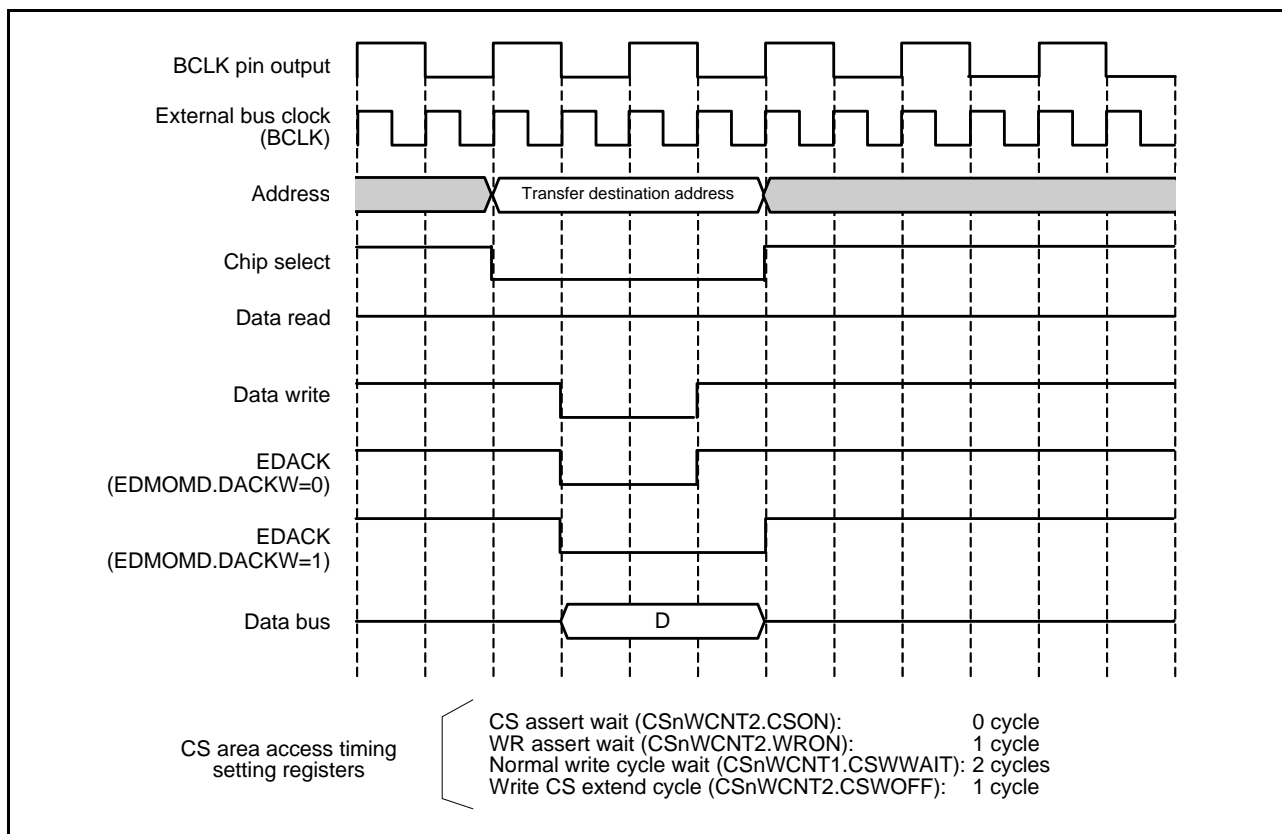 BCLK pin output
External bus clock
(BCLK)
Address
Transfer destination address
Chip select
Data read
Data write
EDACK
(EDMOMD.DACKW=0)
EDACK
(EDMOMD.DACKW=1)
Data bus
D
CS area access timing
setting registers
CS assert wait (CSnWCNT2.CSON): 0 cycle
WR assert wait (CSnWCNT2.WRON): 1 cycle
Normal write cycle wait (CSnWCNT1.CSWWAIT): 2 cycles
Write CS extend cycle (CSnWCNT2.CSWOFF): 1 cycle